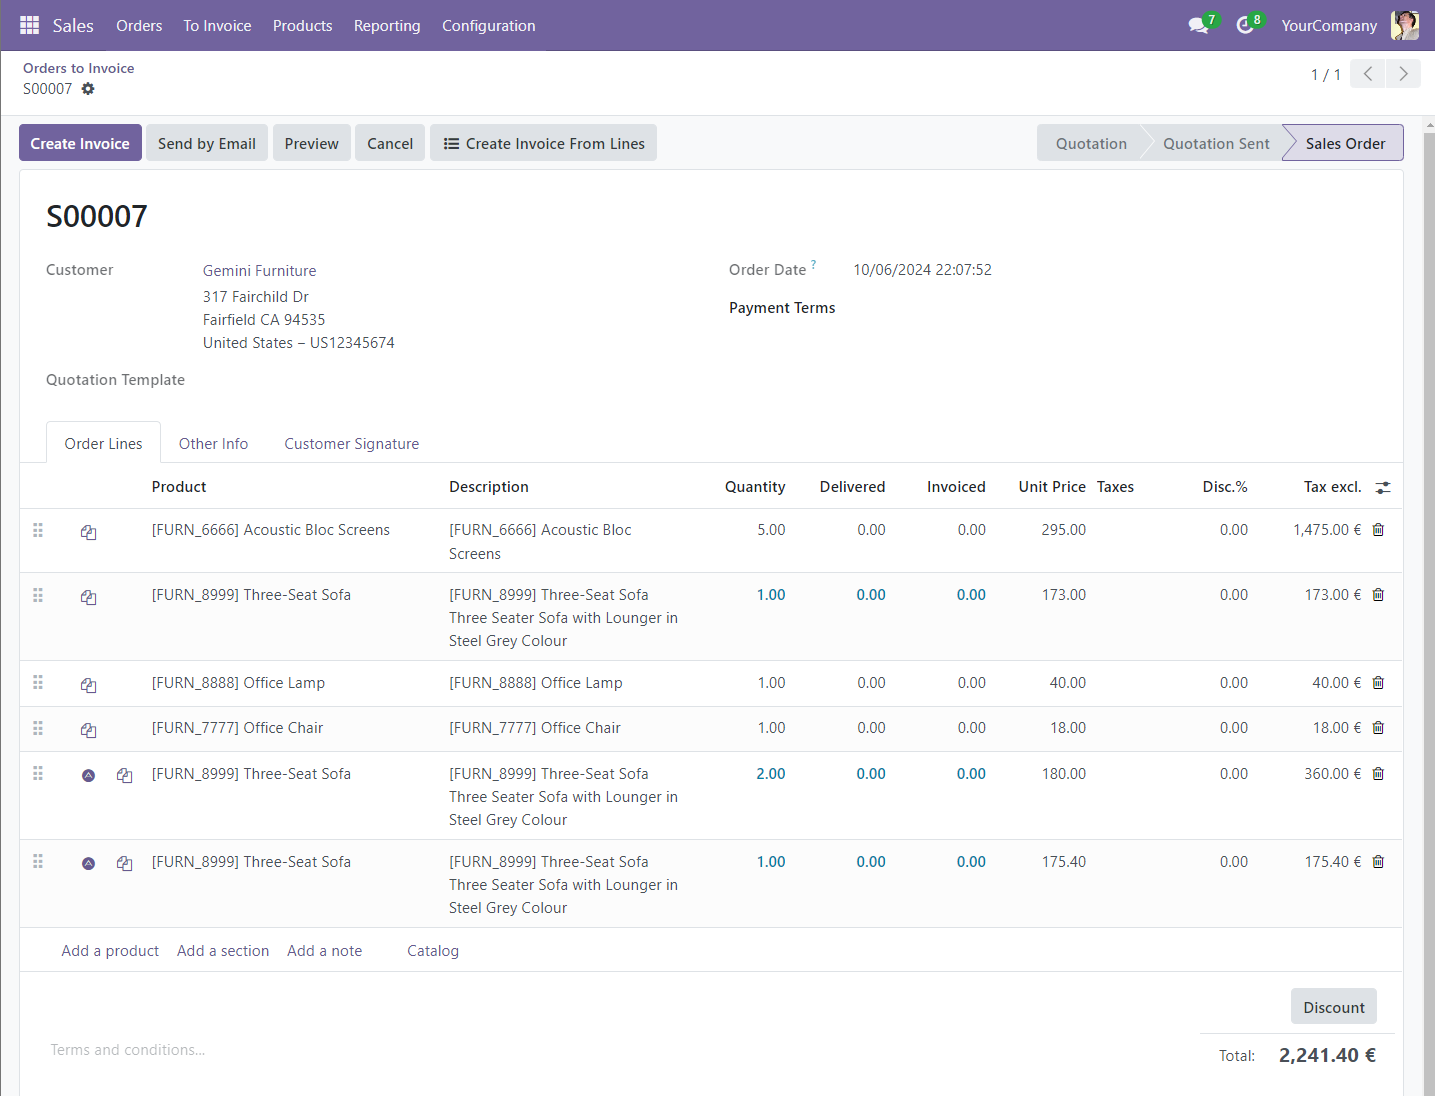 Sales Orders To Invoice Products Reporting Configuration 7 8 YourCompany
Orders to Invoice
S00007
1 / 1
Create Invoice Send by Email Preview Cancel Create Invoice From Lines Quotation Quotation Sent Sales Order
S00007
Customer Gemini Furniture
317 Fairchild Dr
Fairfield CA 94535
United States – US12345674
Order Date ? 10/06/2024 22:07:52
Payment Terms
Quotation Template
Order Lines Other Info Customer Signature
Product Description Quantity Delivered Invoiced Unit Price Taxes Disc.% Tax excl.
[FURN_6666] Acoustic Bloc Screens [FURN_6666] Acoustic Bloc 5.00 0.00 0.00 295.00 0.00 1,475.00 €
Screens
[FURN_8999] Three-Seat Sofa [FURN_8999] Three-Seat Sofa 1.00 0.00 0.00 173.00 0.00 173.00 €
Three Seater Sofa with Lounger in
Steel Grey Colour
[FURN_8888] Office Lamp [FURN_8888] Office Lamp 1.00 0.00 0.00 40.00 0.00 40.00 €
[FURN_7777] Office Chair [FURN_7777] Office Chair 1.00 0.00 0.00 18.00 0.00 18.00 €
[FURN_8999] Three-Seat Sofa [FURN_8999] Three-Seat Sofa 2.00 0.00 0.00 180.00 0.00 360.00 €
Three Seater Sofa with Lounger in
Steel Grey Colour
[FURN_8999] Three-Seat Sofa [FURN_8999] Three-Seat Sofa 1.00 0.00 0.00 175.40 0.00 175.40 €
Three Seater Sofa with Lounger in
Steel Grey Colour
Add a product Add a section Add a note Catalog
Discount
Terms and conditions...
Total: 2,241.40 €